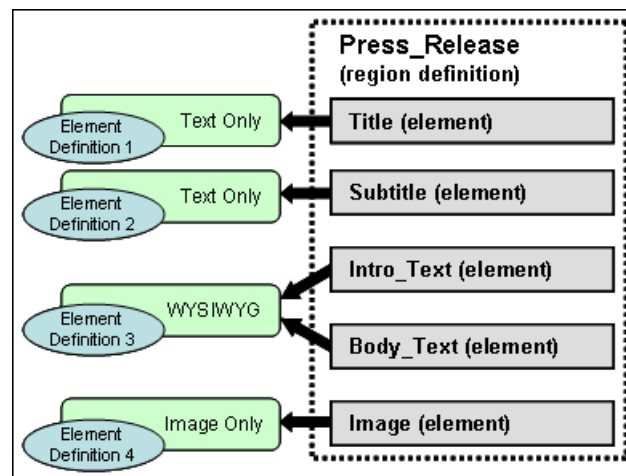 Press_Release
(region definition)
Text Only
Title (element)
Element
Definition 1
Text Only
Subtitle (element)
Element
Definition 2
Intro_Text (element)
WYSIWYG
Element
Definition 3
Body_Text (element)
Image Only
Image (element)
Element
Definition 4